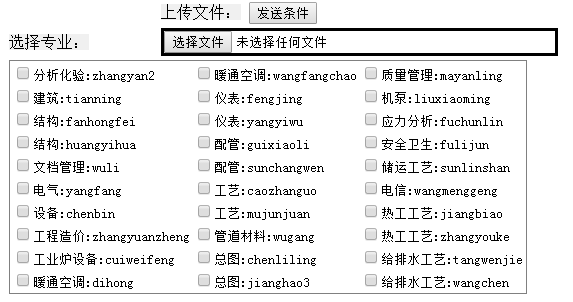 上传文件： 发送条件
选择专业： 选择文件 未选择任何文件
分析化验:zhangyan2 暖通空调:wangfangchao 质量管理:mayanling
建筑:tianning 仪表:fengjing 机泵:liuxiaoming
结构:fanhongfei 仪表:yangyiwu 应力分析:fuchunlin
结构:huangyihua 配管:guixiaoli 安全卫生:fulijun
文档管理:wuli 配管:sunchangwen 储运工艺:sunlinshan
电气:yangfang 工艺:caozhanguo 电信:wangmenggeng
设备:chenbin 工艺:mujunjuan 热工工艺:jiangbiao
工程造价:zhangyuanzheng 管道材料:wugang 热工工艺:zhangyouke
工业炉设备:cuiweifeng 总图:chenliling 给排水工艺:tangwenjie
暖通空调:dihong 总图:jianghao3 给排水工艺:wangchen